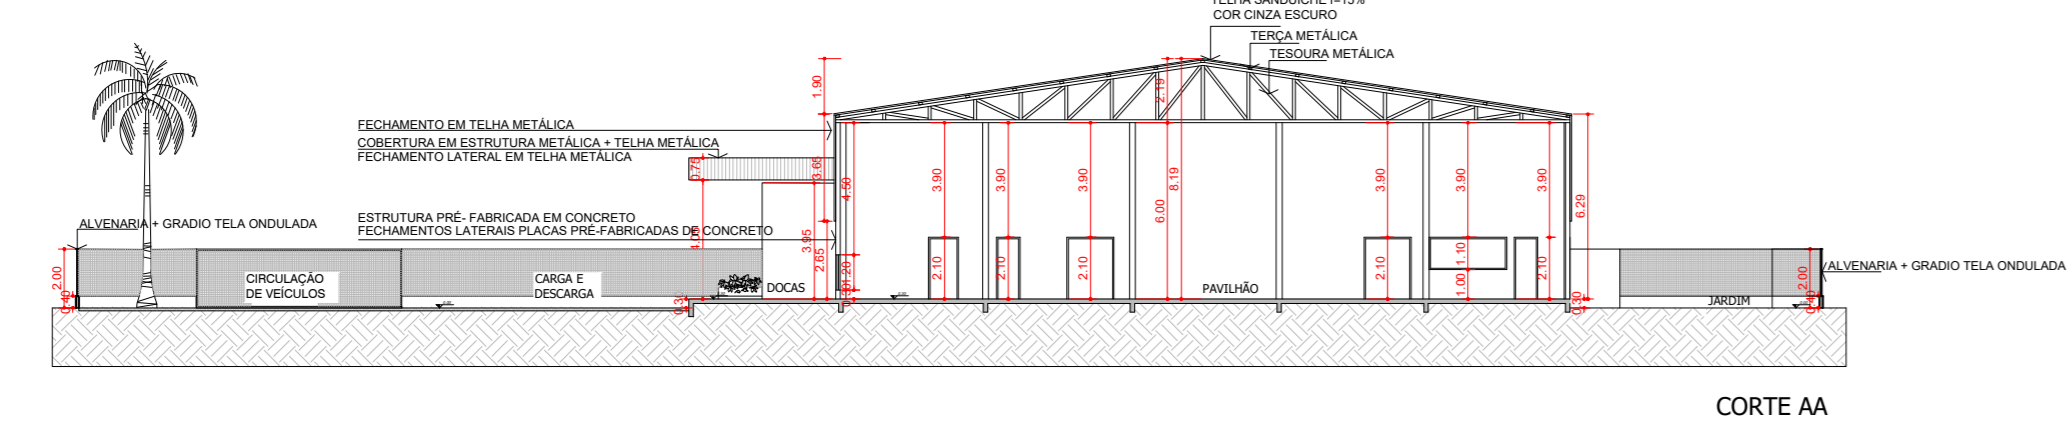 TELHA SANDUÍCHE i=15%
COR CINZA ESCURO
TERÇA METÁLICA
TESOURA METÁLICA
1.90
2.19
FECHAMENTO EM TELHA METÁLICA
COBERTURA EM ESTRUTURA METÁLICA + TELHA METÁLICA
FECHAMENTO LATERAL EM TELHA METÁLICA
0.75
3.65
4.50
3.90
3.90
3.90
8.19
6.00
3.90
3.90
3.90
6.29
ALVENARIA + GRADIO TELA ONDULADA
ESTRUTURA PRÉ- FABRICADA EM CONCRETO
FECHAMENTOS LATERAIS PLACAS PRÉ-FABRICADAS DE CONCRETO
3.95
2.65
1.20
2.10
2.10
2.10
2.10
1.10
1.00
2.10
2.00
0.40
CIRCULAÇÃO
DE VEÍCULOS
CARGA E
DESCARGA
DOCAS
PAVILHÃO
0.30
JARDIM
2.00
0.40
ALVENARIA + GRADIO TELA ONDULADA
CORTE AA